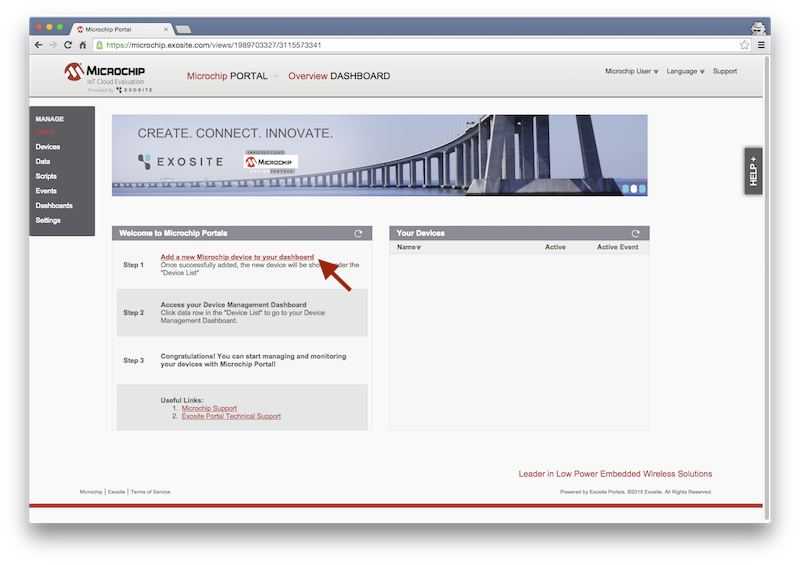 Microchip Portal
https://microchip.exosite.com/views/1989703327/3115573341
MICROCHIP
IoT Cloud Evaluation
Provided by EXOSITE
Microchip PORTAL
Overview DASHBOARD
Microchip User
Language
Support
MANAGE
Home
Devices
Data
Scripts
Events
Dashboards
Settings
CREATE. CONNECT. INNOVATE.
EXOSITE
EMBEDDED CLOUD
MICROCHIP
DESIGN PARTNER
HELP +
Welcome to Microchip Portals
Step 1
Add a new Microchip device to your dashboard
Once successfully added, the new device will be sho under the
"Device List"
Step 2
Access your Device Management Dashboard
Click data row in the "Device List" to go to your Device
Management Dashboard.
Step 3
Congratulations! You can start managing and monitoring
your devices with Microchip Portal!
Useful Links:
1. Microchip Support
2. Exosite Portal Technical Support
Your Devices
Name
Active
Active Event
Leader in Low Power Embedded Wireless Solutions
Microchip | Exosite | Terms of Service
Powered by Exosite Portals. ©2015 Exosite. All Rights Reserved.